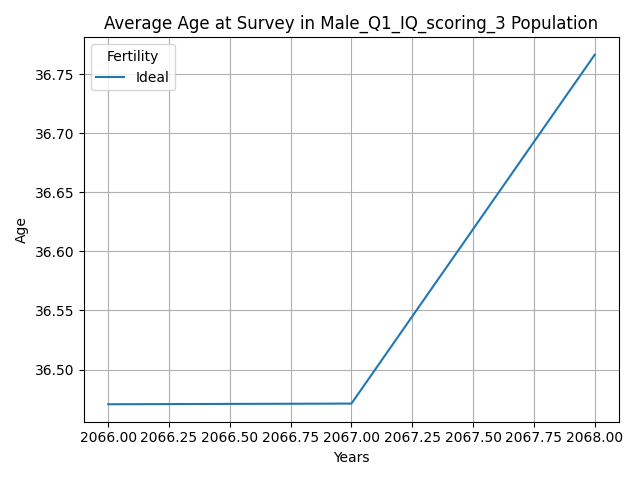 Average Age at Survey in Male_Q1_IQ_scoring_3 Population
Fertility
Ideal
36.75
36.70
36.65
36.60
36.55
36.50
Age
2066.00 2066.25 2066.50 2066.75 2067.00 2067.25 2067.50 2067.75 2068.00
Years